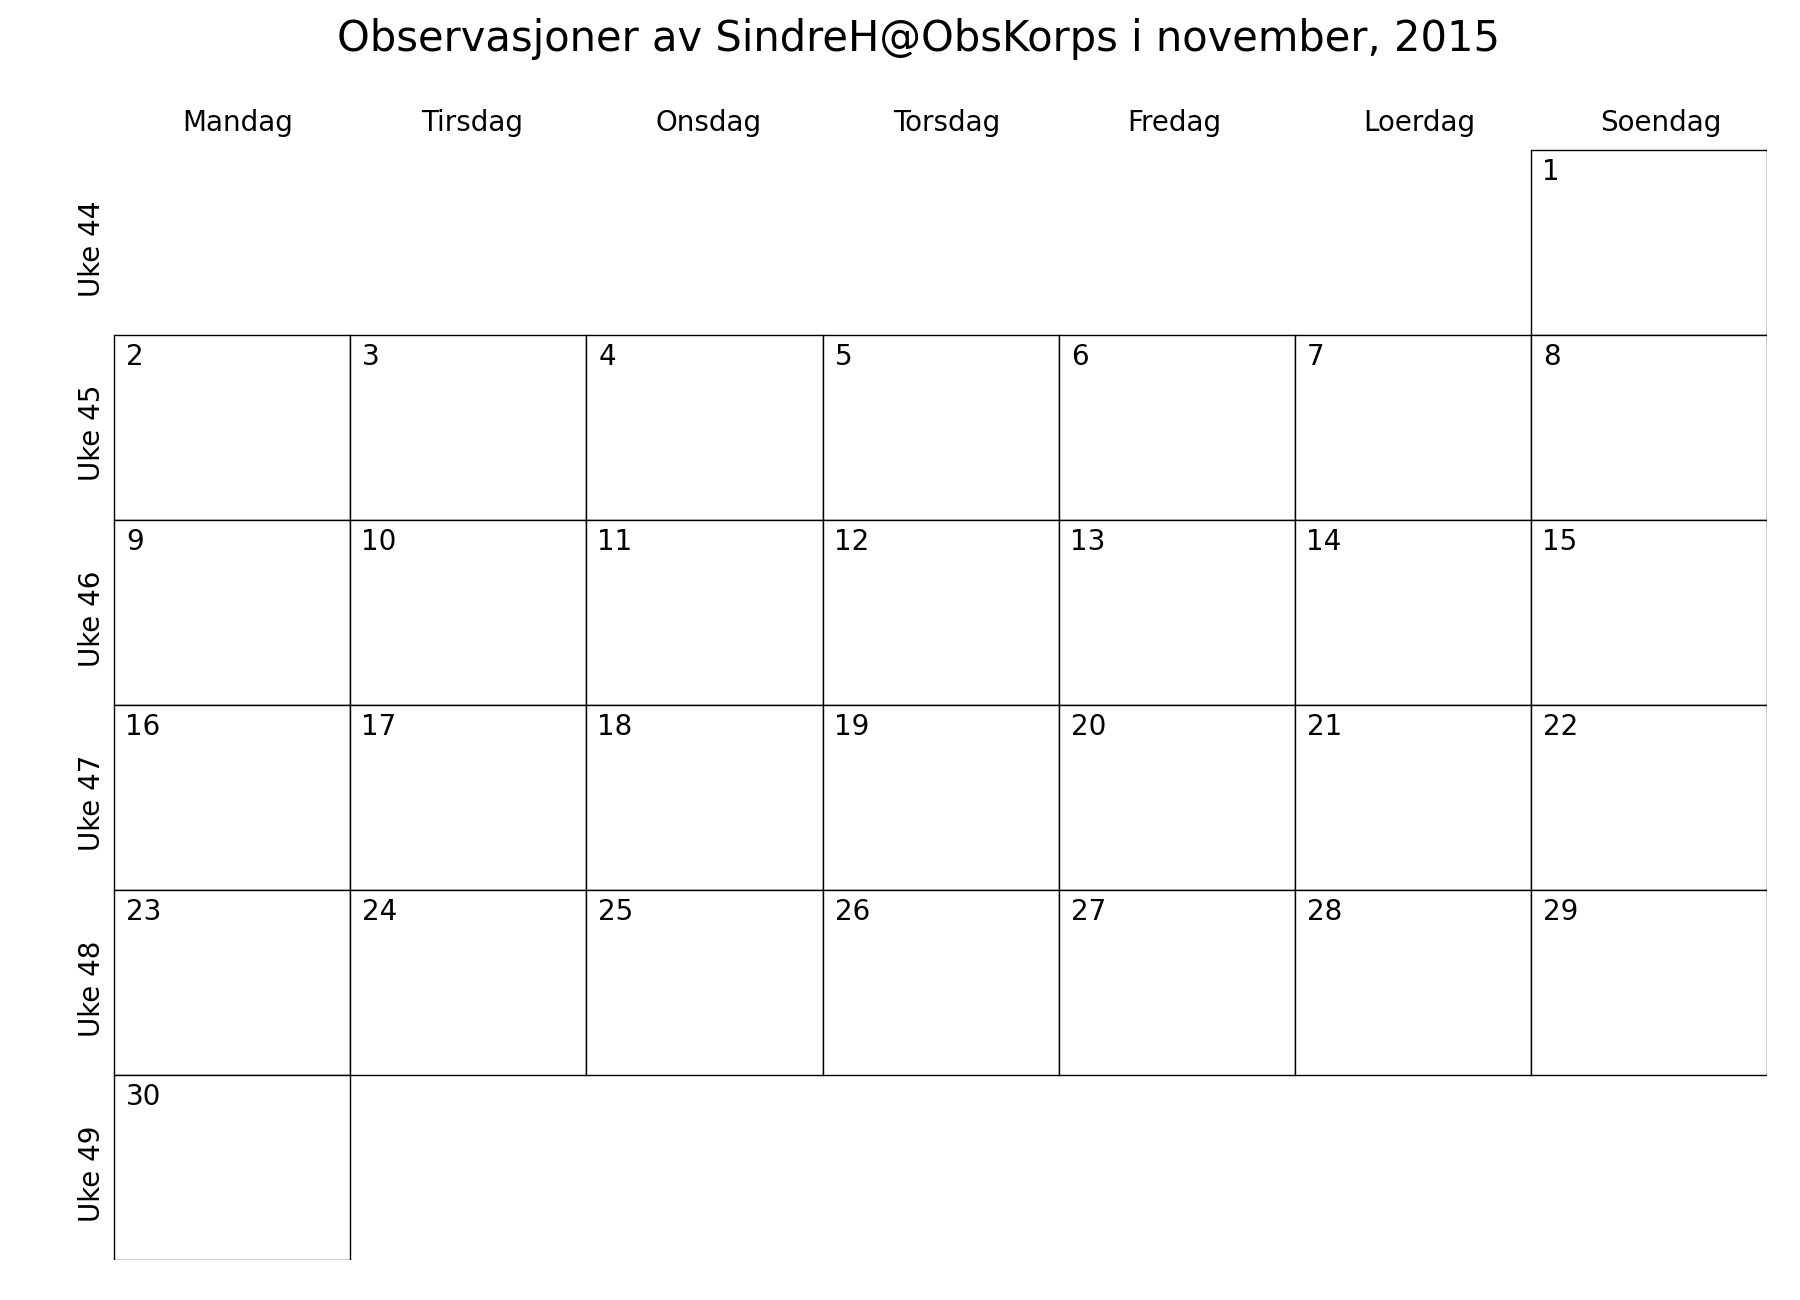 Observasjoner av SindreH@ObsKorps i november, 2015
Mandag Tirsdag Onsdag Torsdag Fredag Loerdag Soendag
Uke 44
1
Uke 45
2 3 4 5 6 7 8
Uke 46
9 10 11 12 13 14 15
Uke 47
16 17 18 19 20 21 22
Uke 48
23 24 25 26 27 28 29
Uke 49
30